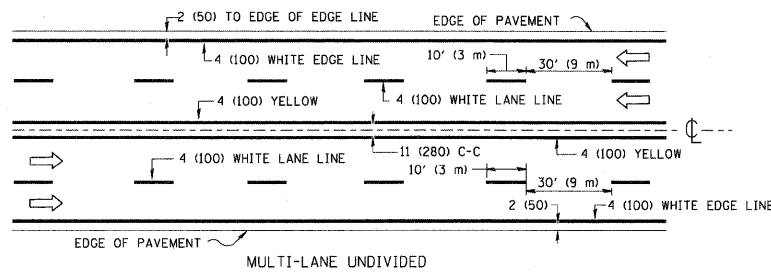 2 (50) TO EDGE OF EDGE LINE
EDGE OF PAVEMENT
4 (100) WHITE EDGE LINE
10' (3 m)
30' (9 m)
4 (100) YELLOW
4 (100) WHITE LANE LINE
CL
4 (100) WHITE LANE LINE
11 (280) C-C
4 (100) YELLOW
10' (3 m)
30' (9 m)
2 (50)
4 (100) WHITE EDGE LINE
EDGE OF PAVEMENT
MULTI-LANE UNDIVIDED